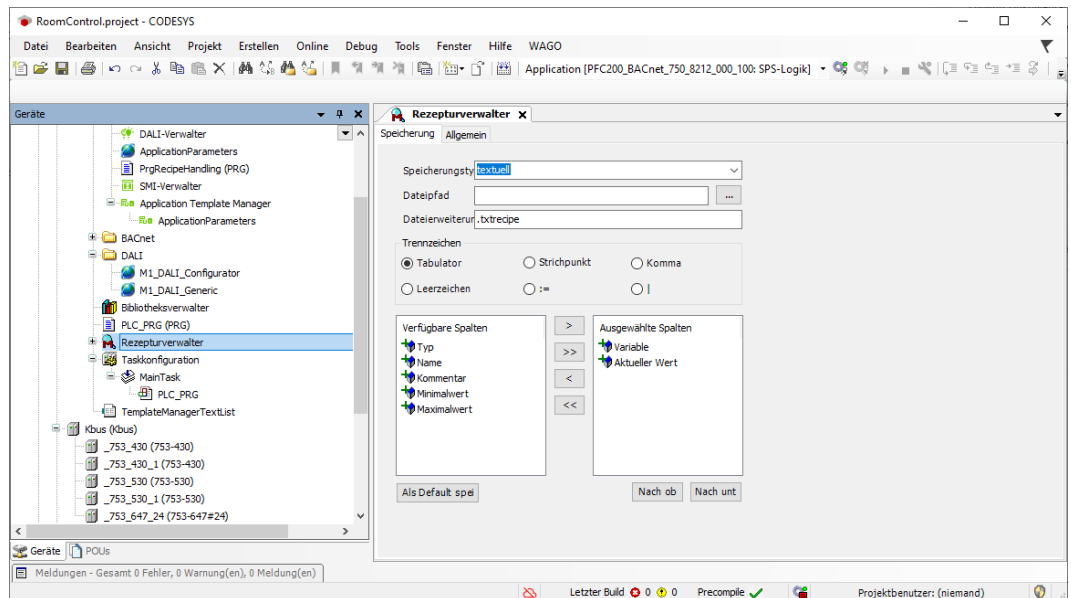 RoomControl.project - CODESYS
Datei Bearbeiten Ansicht Projekt Erstellen Online Debug Tools Fenster Hilfe WAGO
Application [PFC200_BACnet_750_8212_000_100: SPS-Logik]
Geräte
DALI-Verwalter
ApplicationParameters
PrgRecipeHandling (PRG)
SMI-Verwalter
Application Template Manager
ApplicationParameters
BACnet
DALI
M1_DALI_Configurator
M1_DALI_Generic
Bibliotheksverwalter
PLC_PRG (PRG)
Rezepturverwalter
Taskkonfiguration
MainTask
PLC_PRG
TemplateManagerTextList
Kbus (Kbus)
_753_430 (753-430)
_753_430_1 (753-430)
_753_530 (753-530)
_753_530_1 (753-530)
_753_647_24 (753-647#24)
Geräte POUs
Rezepturverwalter
Speicherung Allgemein
Speicherungsty textuell
Dateipfad ...
Dateierweiterur .txtrecipe
Trennzeichen
Tabulator Strichpunkt Komma
Leerzeichen := |
Verfügbare Spalten
Typ
Name
Kommentar
Minimalwert
Maximalwert
>
>>
<
<<
Ausgewählte Spalten
Variable
Aktueller Wert
Als Default spei Nach ob Nach unt
Meldungen - Gesamt 0 Fehler, 0 Warnung(en), 0 Meldung(en)
Letzter Build 0 0 Precompile Projektbenutzer: (niemand)